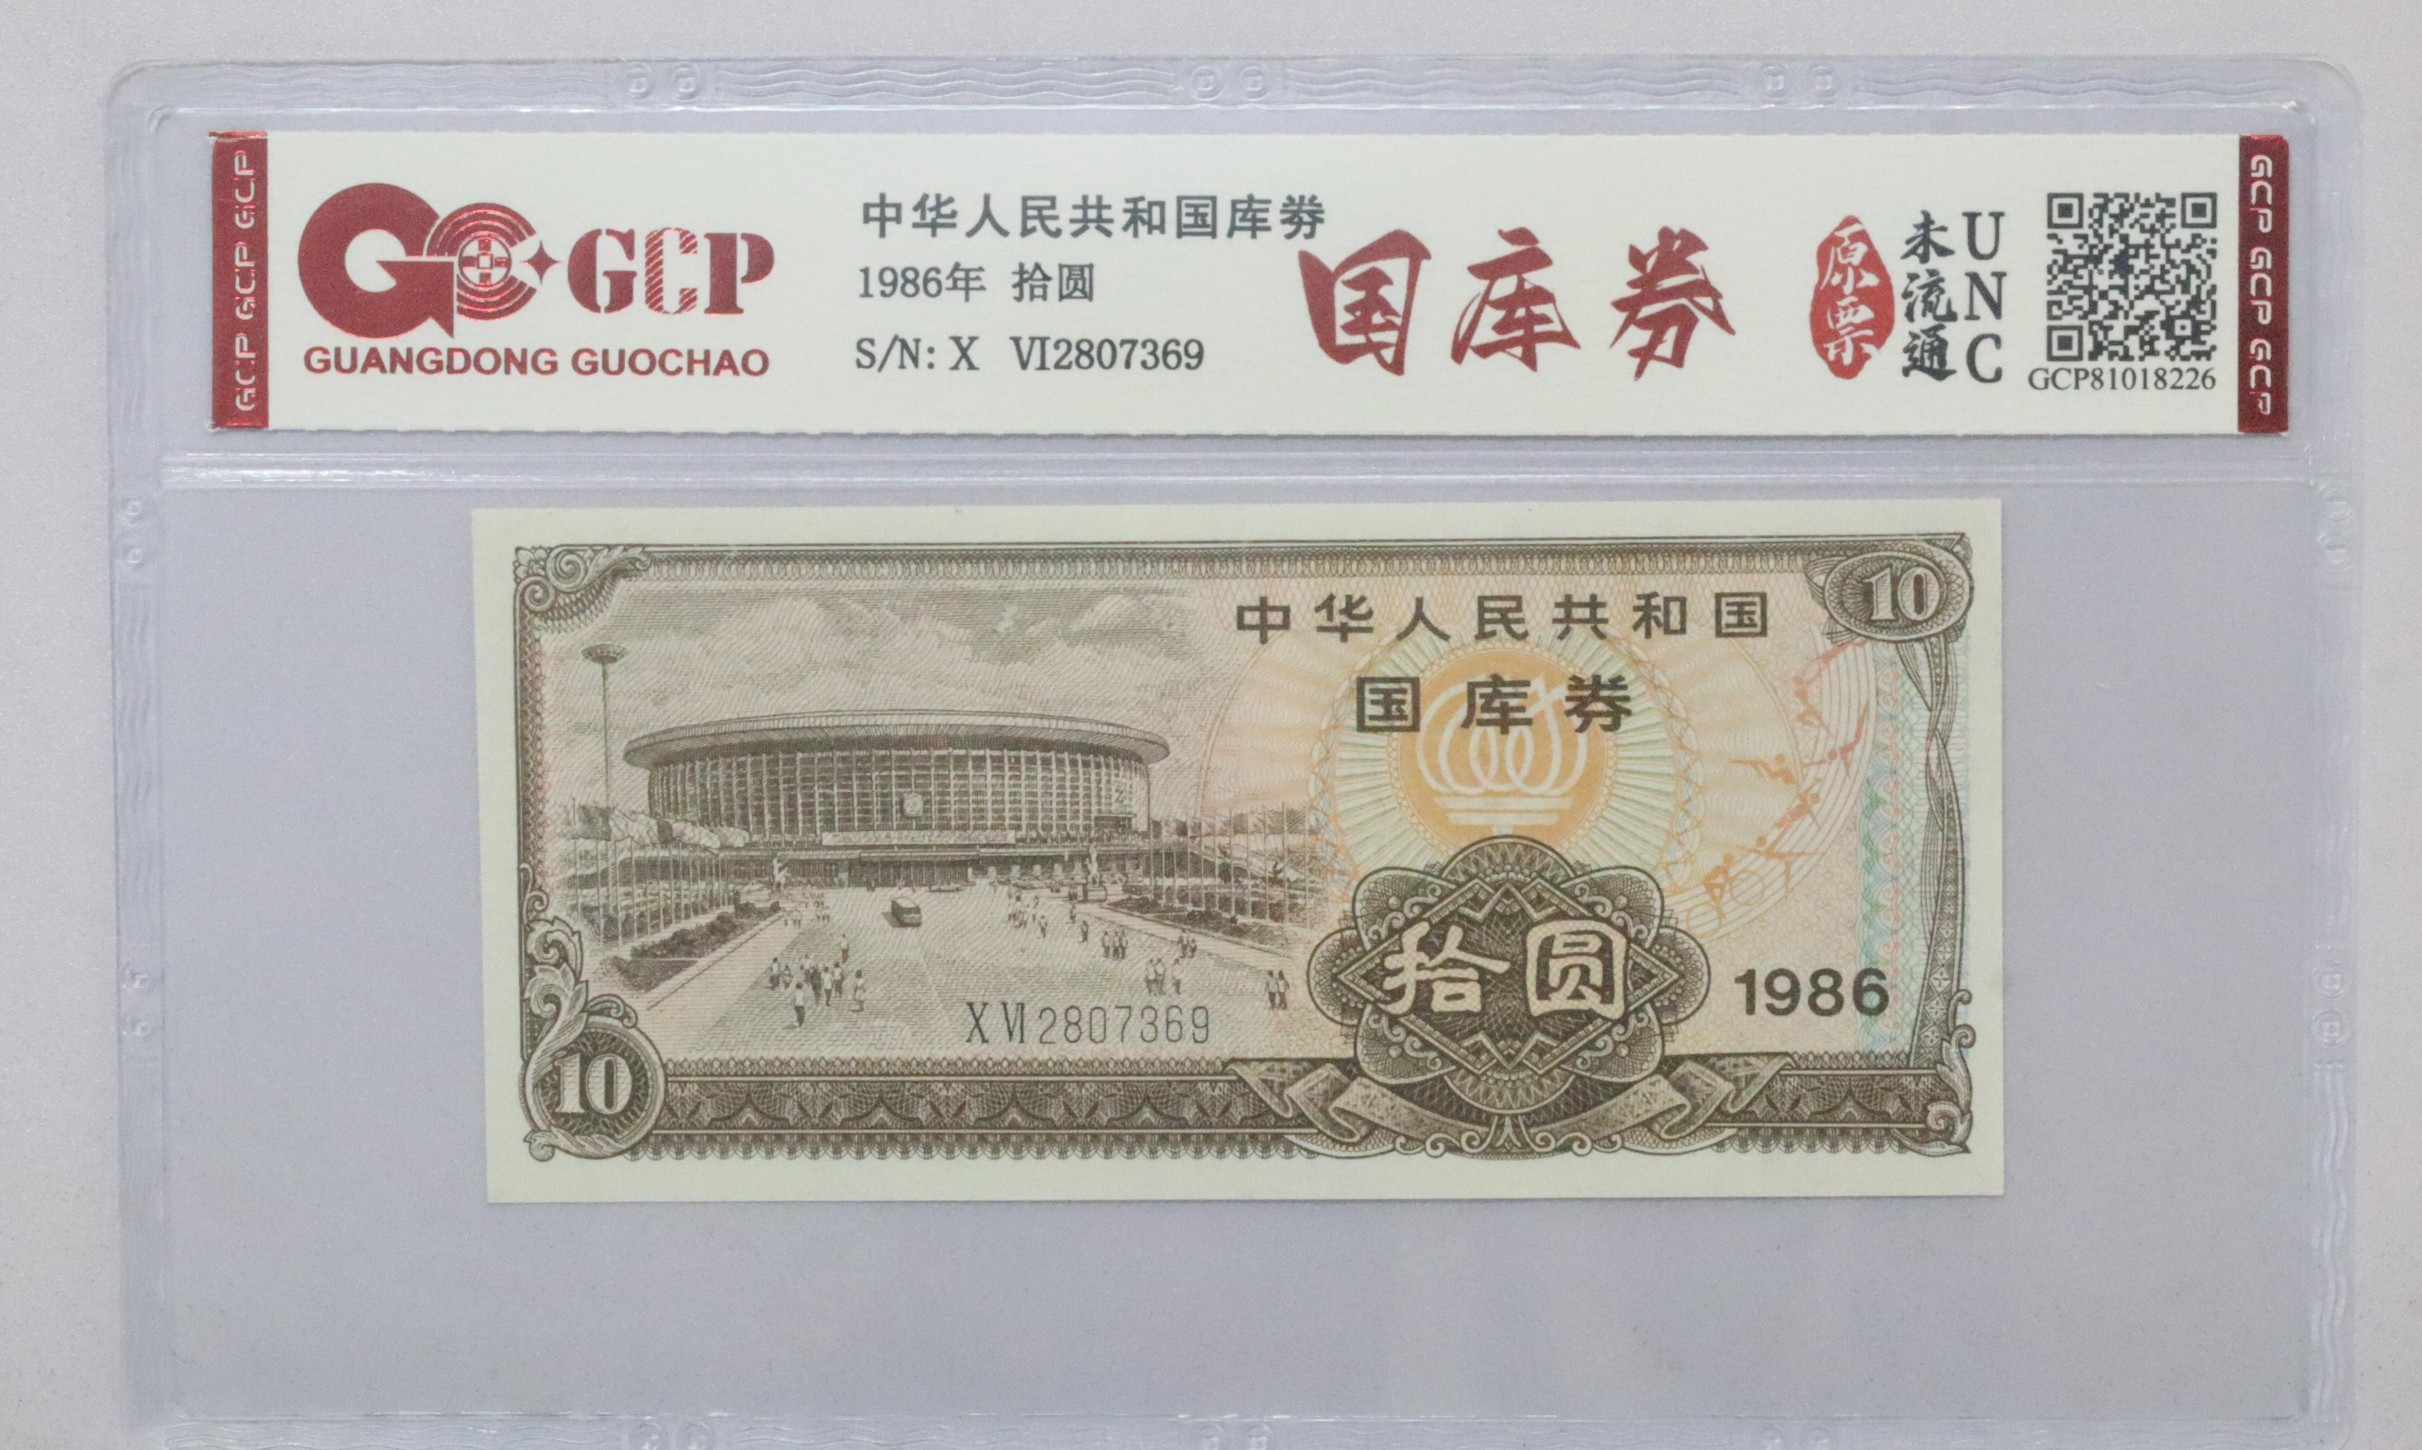 GCP GCP GCP
GCP
GUANGDONG GUOCHAO
中华人民共和国库券
1986年 拾圆
S/N: X VI2807369
国库券
原票
未流通
UNC
GCP81018226
GCP GCP GCP
10
中华人民共和国
国库券
拾圆
1986
XVI2807369
10